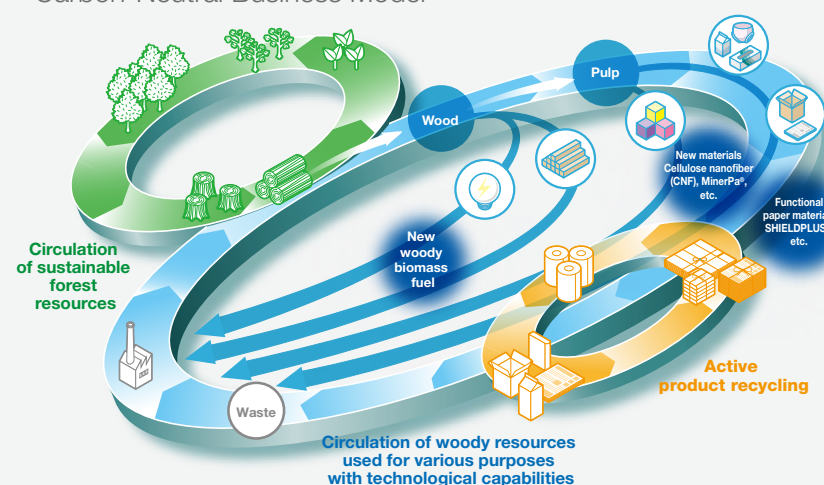 Carbon Neutral Business Model
Wood
Pulp
New materials
Cellulose nanofiber
(CNF), MinerPa®,
etc.
Functional
paper materia
SHIELDPLUS
etc.
New
woody
biomass
fuel
Circulation
of sustainable
forest
resources
Active
product recycling
Waste
Circulation of woody resources
used for various purposes
with technological capabilities